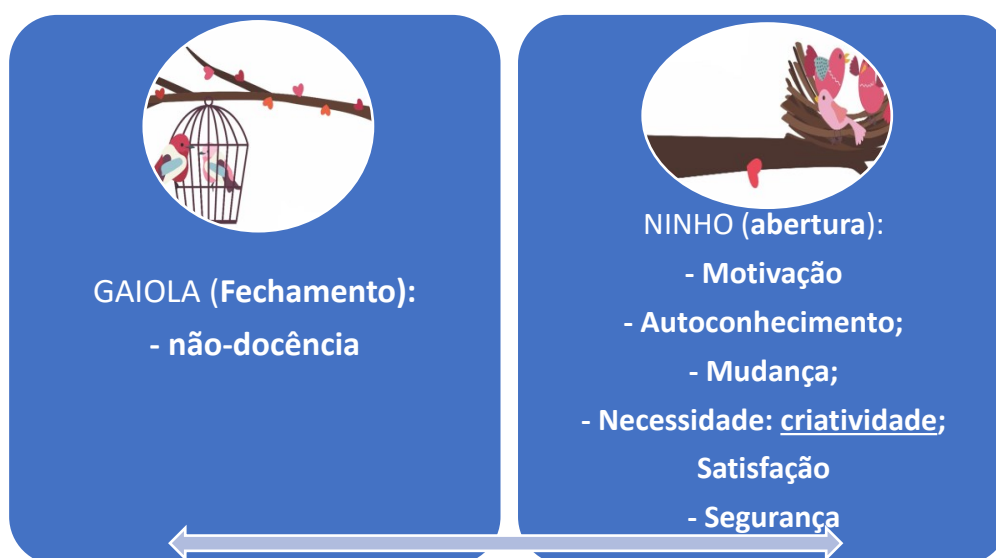 GAIOLA (Fechamento):
- não-docência
NINHO (abertura):
- Motivação
- Autoconhecimento;
- Mudança;
- Necessidade: criatividade;
Satisfação
- Segurança